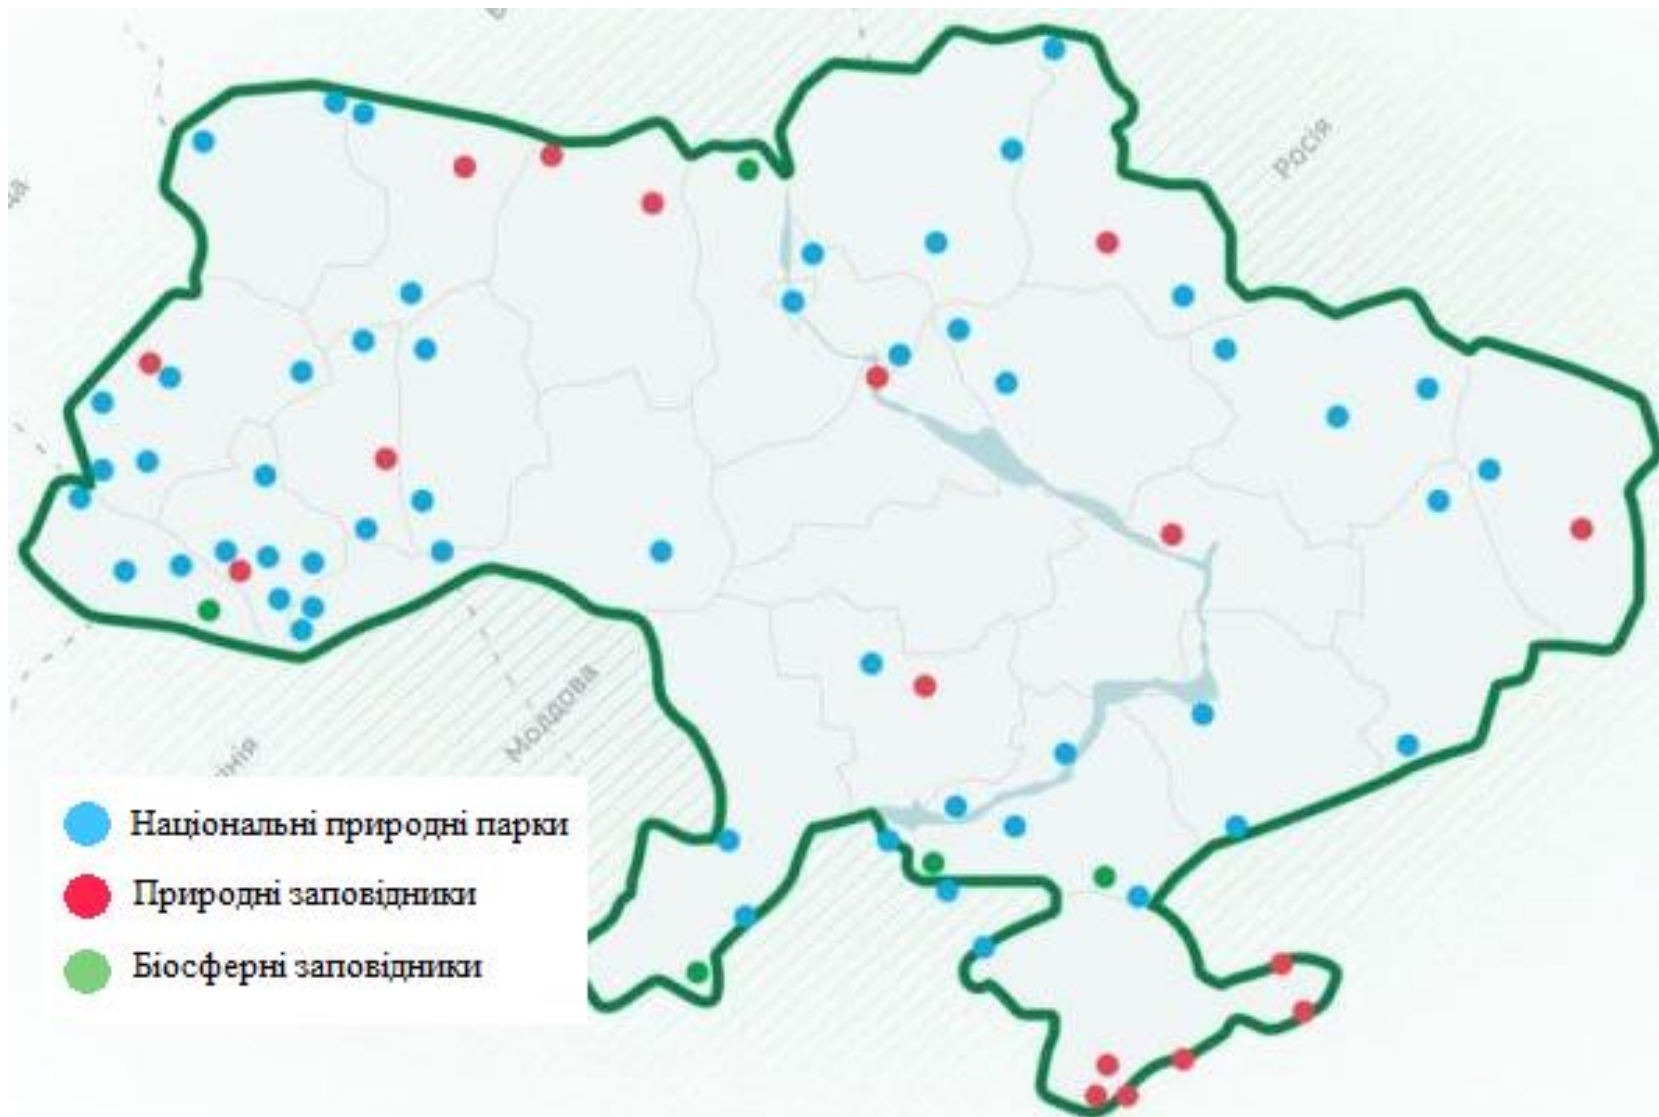 Росія
Молдова
Національні природні парки
Природні заповідники
Біосферні заповідники